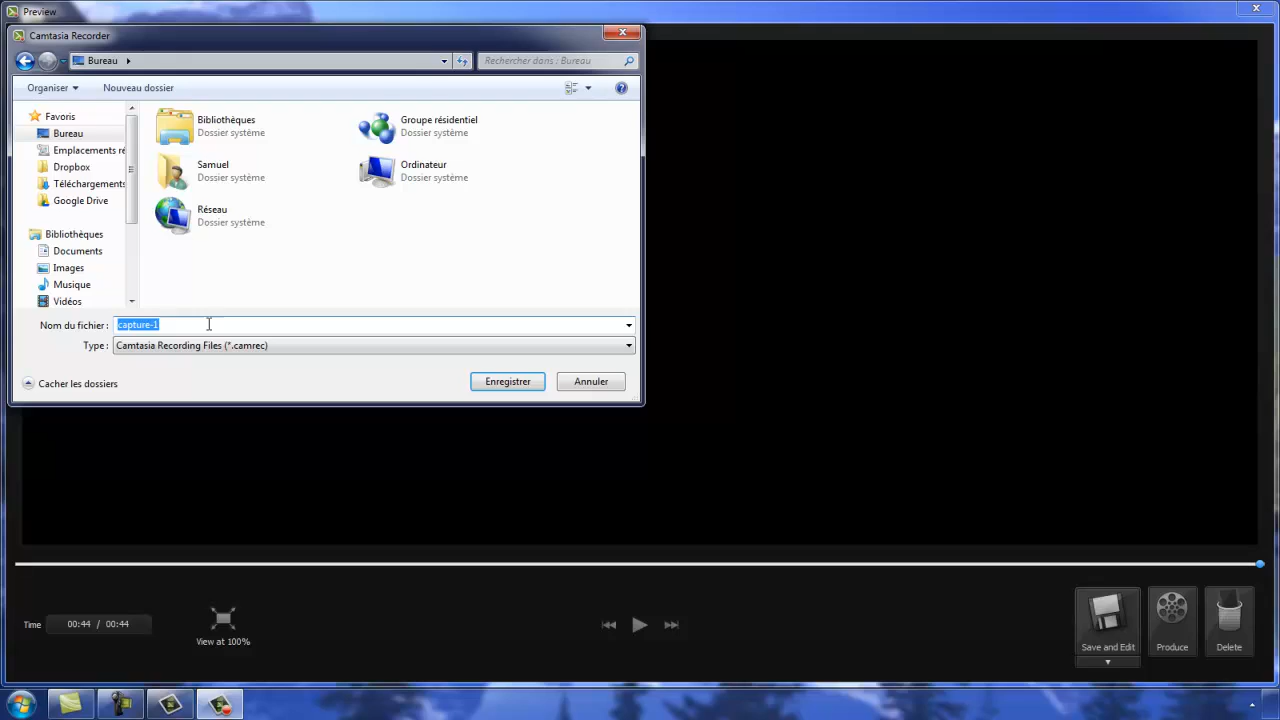 Preview
Camtasia Recorder
Bureau
Rechercher dans : Bureau
Organiser
Nouveau dossier
Favoris
Bureau
Emplacements ré
Dropbox
Téléchargements
Google Drive
Bibliothèques
Documents
Images
Musique
Vidéos
Bibliothèques
Dossier système
Groupe résidentiel
Dossier système
Samuel
Dossier système
Ordinateur
Dossier système
Réseau
Dossier système
Nom du fichier :
capture-1
Type :
Camtasia Recording Files (*.camrec)
Cacher les dossiers
Enregistrer
Annuler
Time
00:44 / 00:44
View at 100%
Save and Edit
Produce
Delete